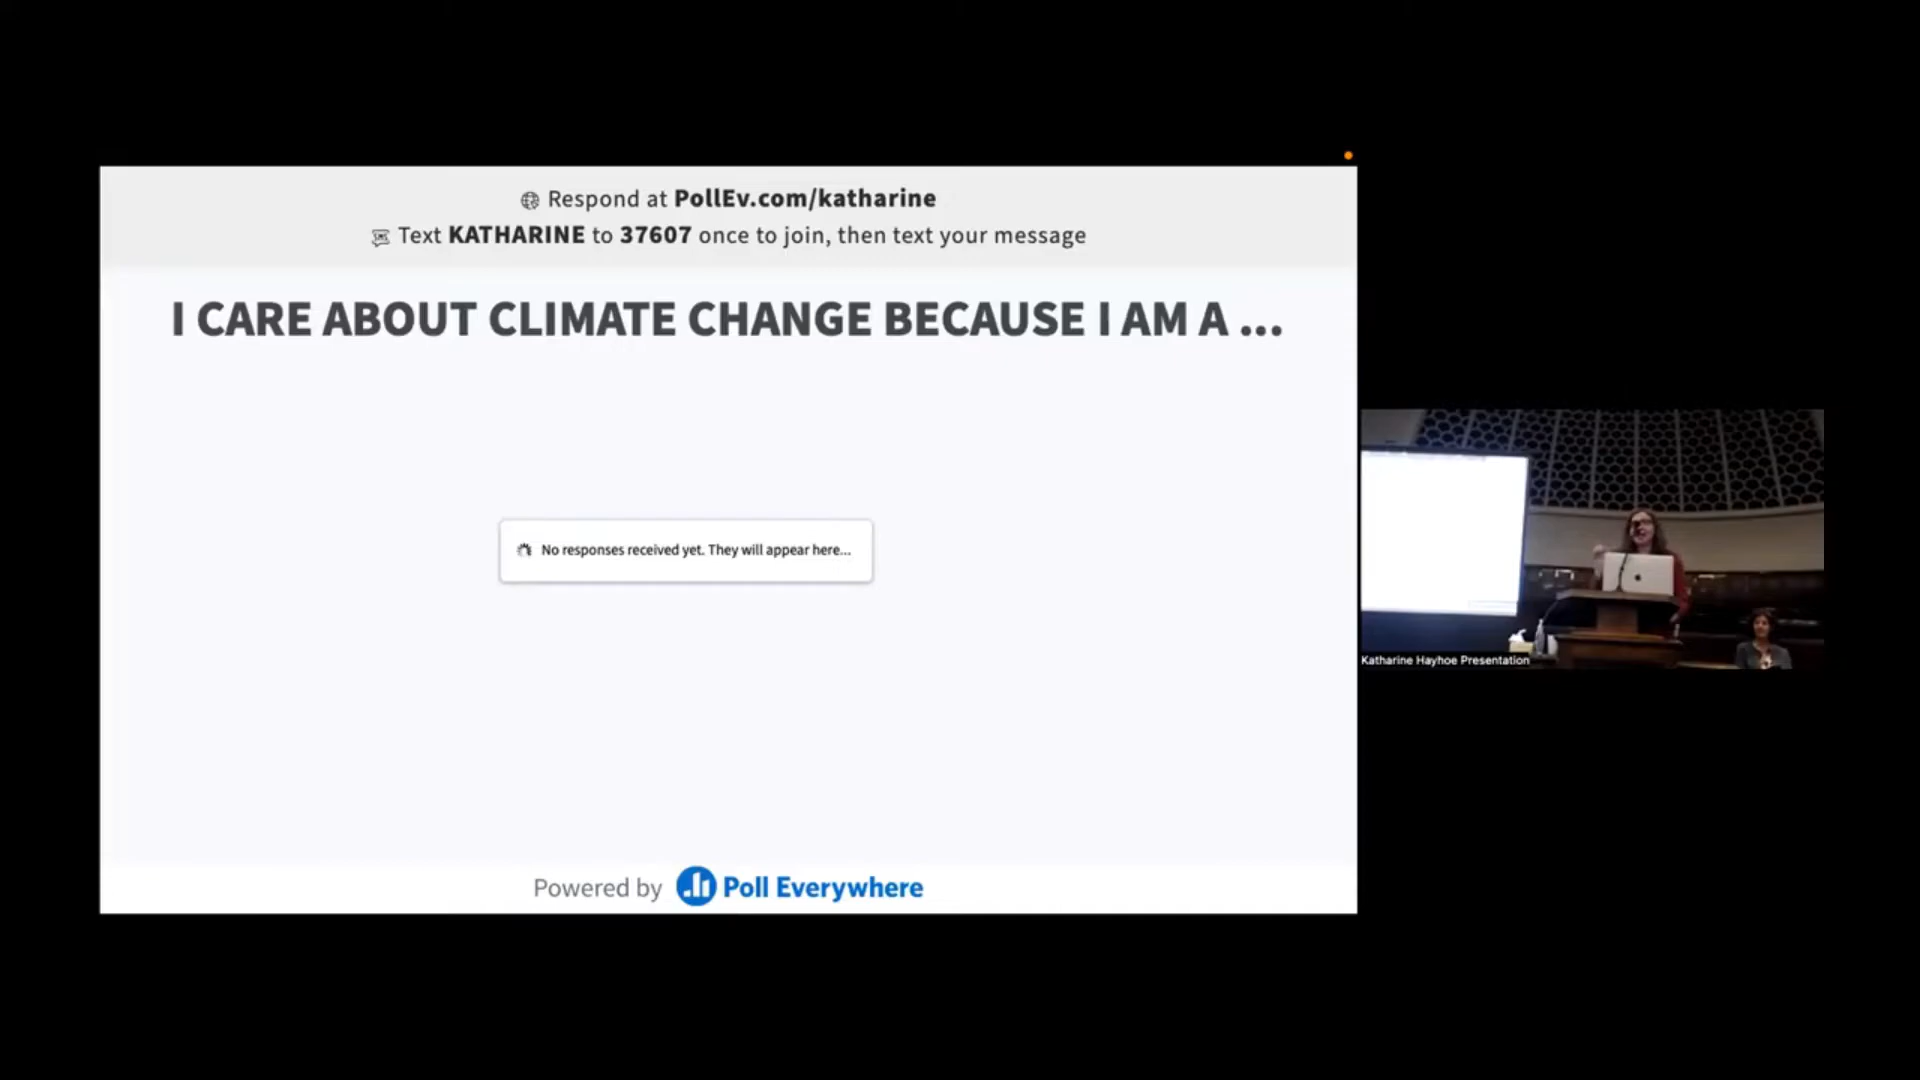 Respond at PollEv.com/katharine
Text KATHARINE to 37607 once to join, then text your message
I CARE ABOUT CLIMATE CHANGE BECAUSE I AM A ...
No responses received yet. They will appear here...
Katharine Hayhoe Presentation
Powered by Poll Everywhere